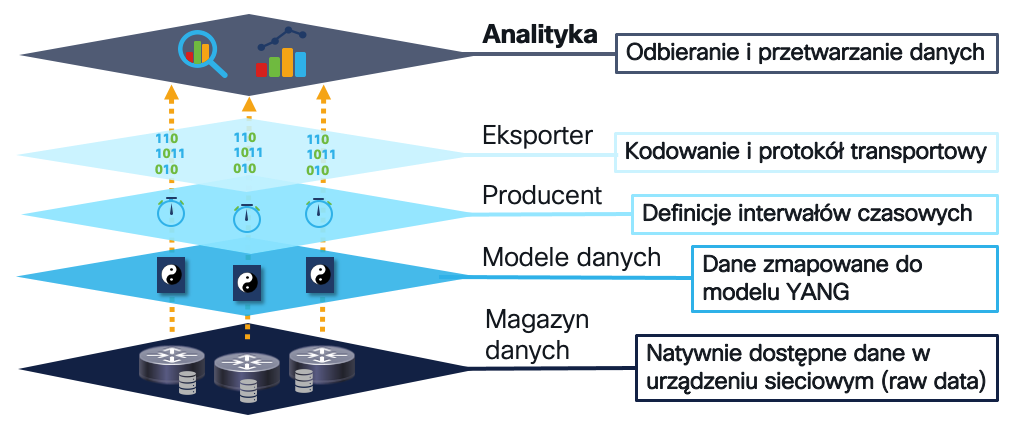 Analityka
Odbieranie i przetwarzanie danych
Eksporter
Kodowanie i protokół transportowy
110
1011
010
110
1011
010
110
1011
010
Producent
Definicje interwałów czasowych
Modele danych
Dane zmapowane do
modelu YANG
Magazyn
danych
Natywnie dostępne dane w
urządzeniu sieciowym (raw data)